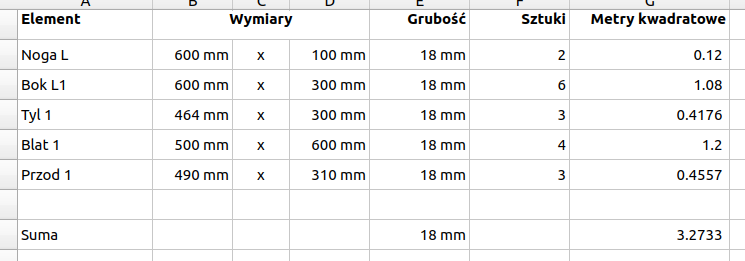 A B C D E F G
Element Wymiary Grubość Sztuki Metry kwadratowe
Noga L 600 mm x 100 mm 18 mm 2 0.12
Bok L1 600 mm x 300 mm 18 mm 6 1.08
Tyl 1 464 mm x 300 mm 18 mm 3 0.4176
Blat 1 500 mm x 600 mm 18 mm 4 1.2
Przod 1 490 mm x 310 mm 18 mm 3 0.4557
Suma 18 mm 3.2733